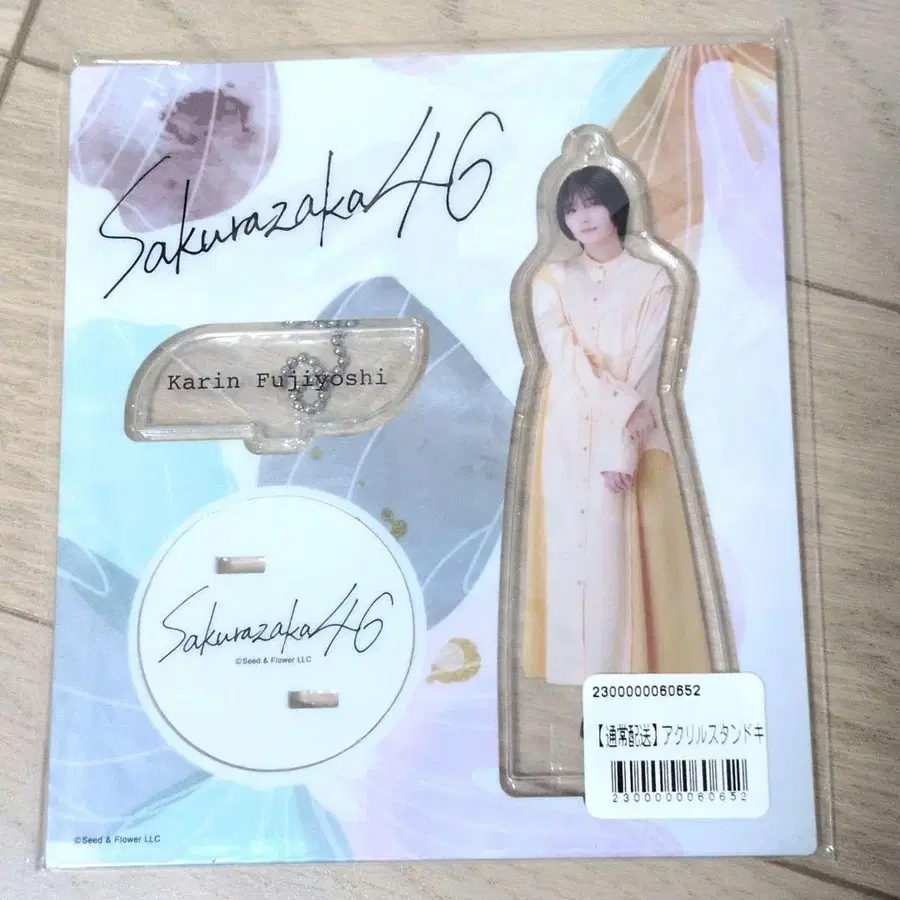 Sakurazaka46
Karin Fujiyoshi
Sakurazaka46
©Seed & Flower LLC
2300000060652
【通常配送】アクリルスタンドキ
2300000060652
©Seed & Flower LLC